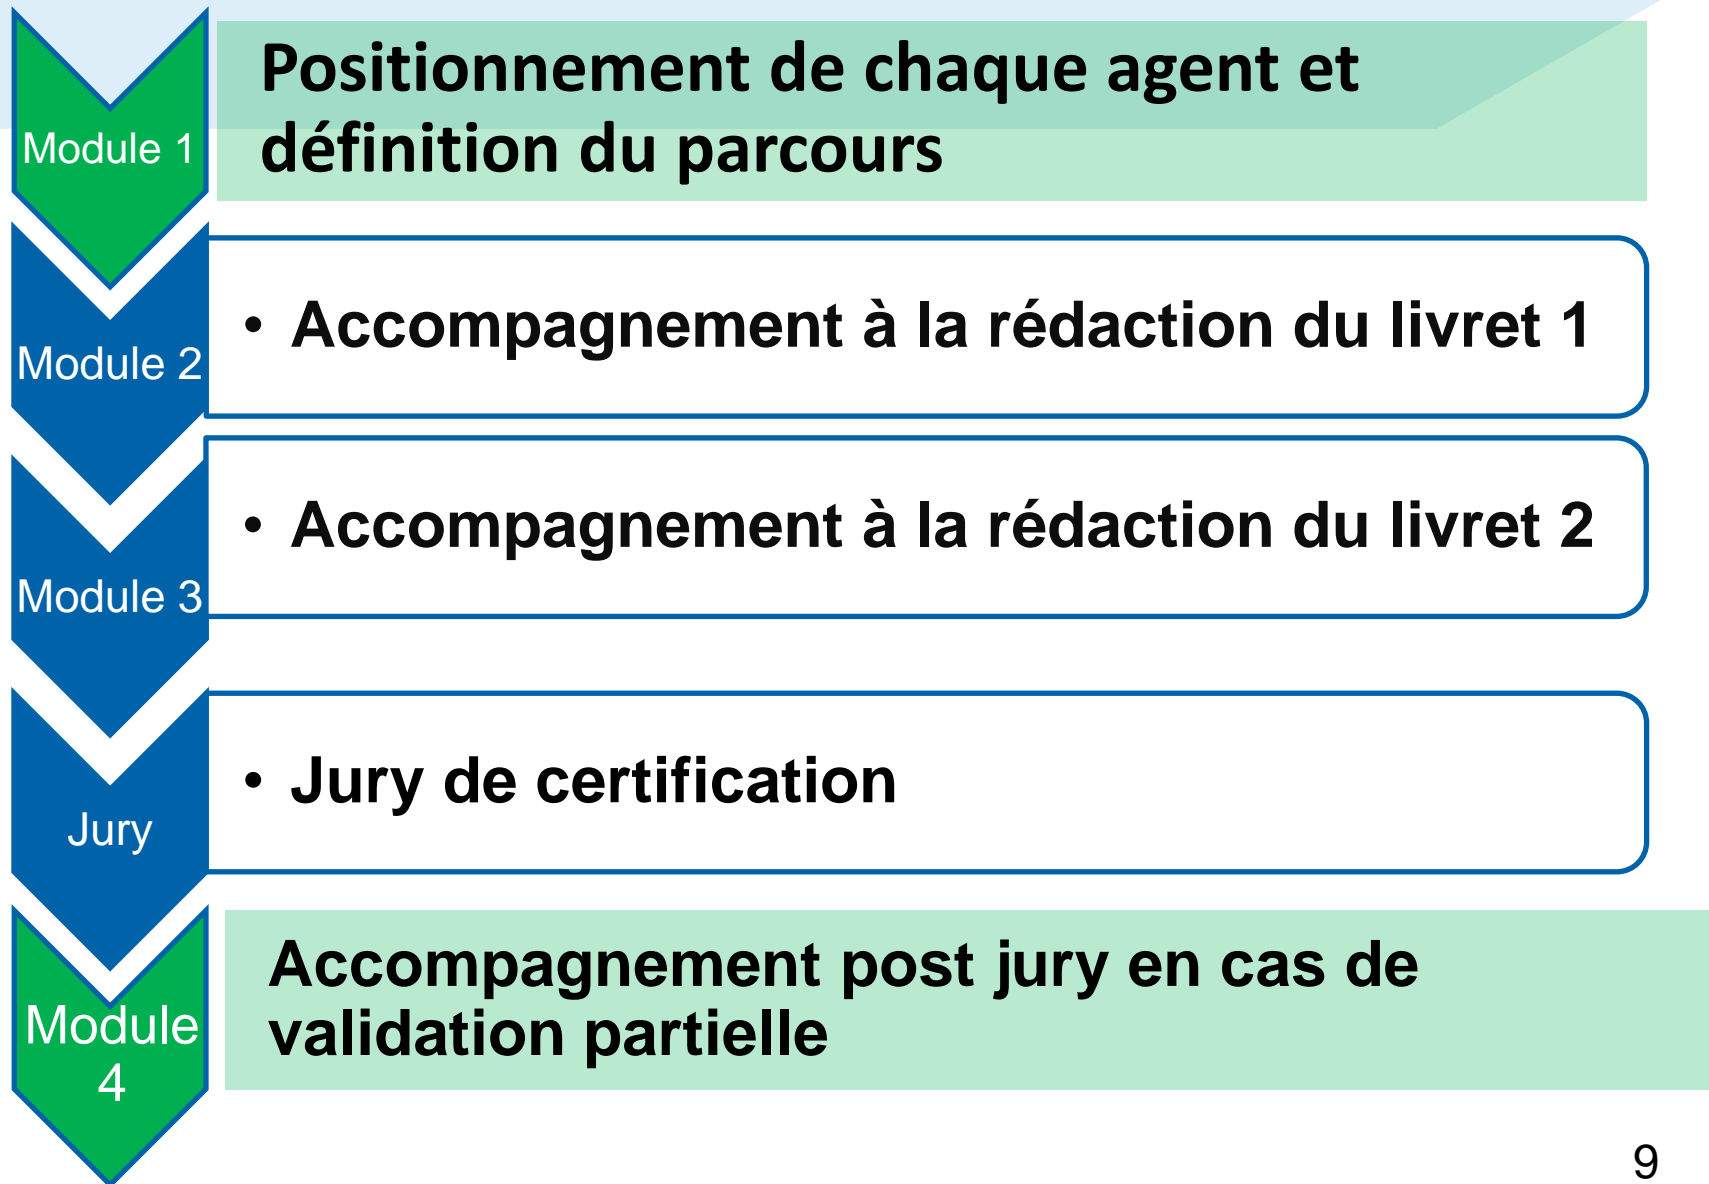 Module 1
Positionnement de chaque agent et
définition du parcours
Module 2
• Accompagnement à la rédaction du livret 1
Module 3
• Accompagnement à la rédaction du livret 2
Jury
• Jury de certification
Module
4
Accompagnement post jury en cas de
validation partielle
9